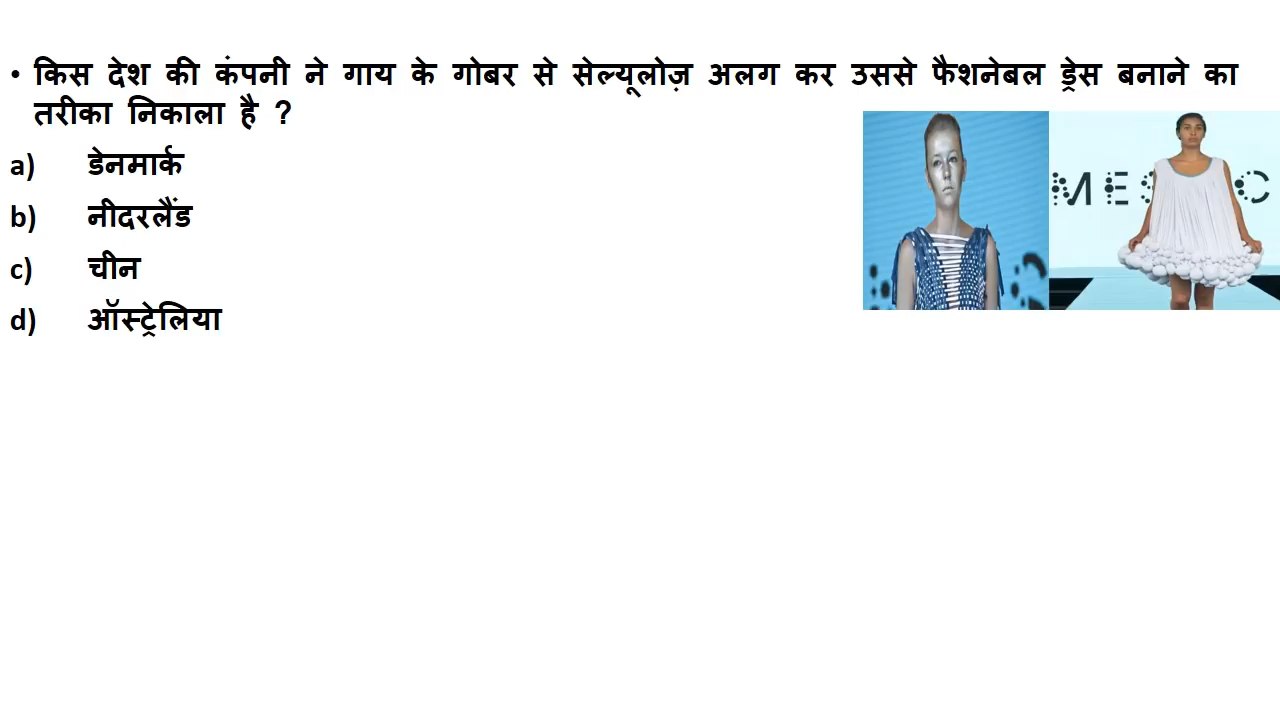 • किस देश की कंपनी ने गाय के गोबर से सेल्यूलोज़ अलग कर उससे फैशनेबल ड्रेस बनाने का
तरीका निकाला है ?
a) डेनमार्क
b) नीदरलैंड
c) चीन
d) ऑस्ट्रेलिया